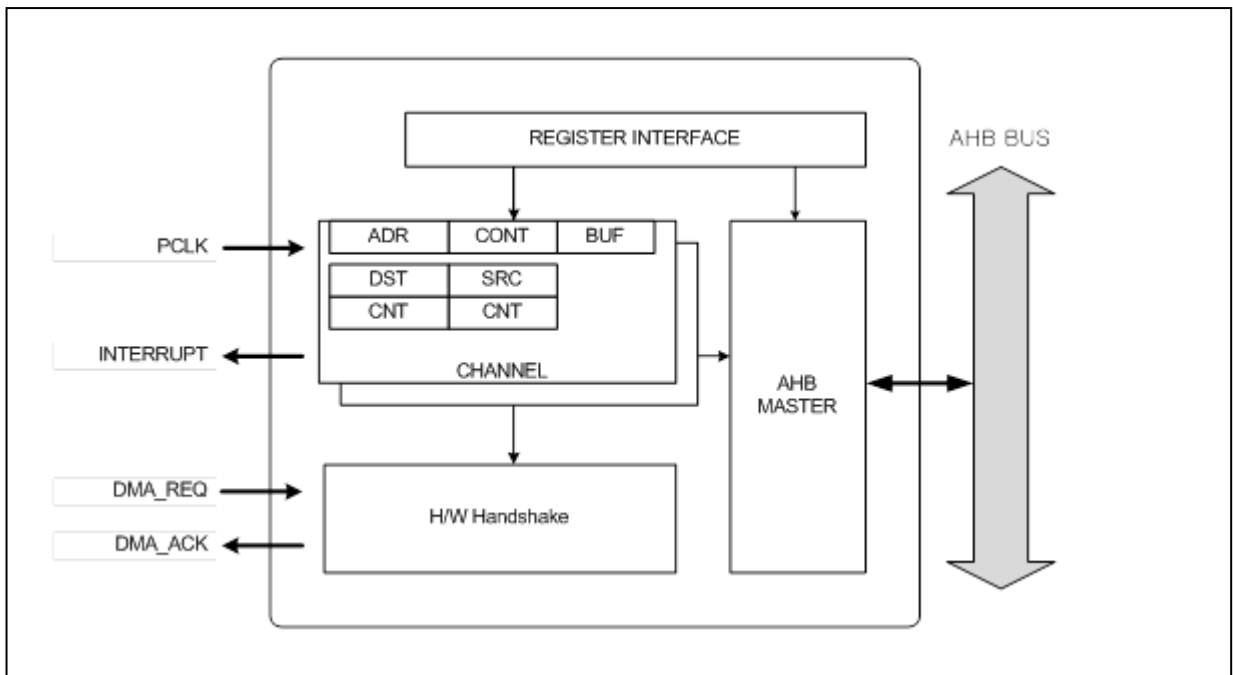 REGISTER INTERFACE
AHB BUS
PCLK
ADR CONT BUF
DST SRC
CNT CNT
INTERRUPT
CHANNEL
AHB
MASTER
DMA_REQ
H/W Handshake
DMA_ACK